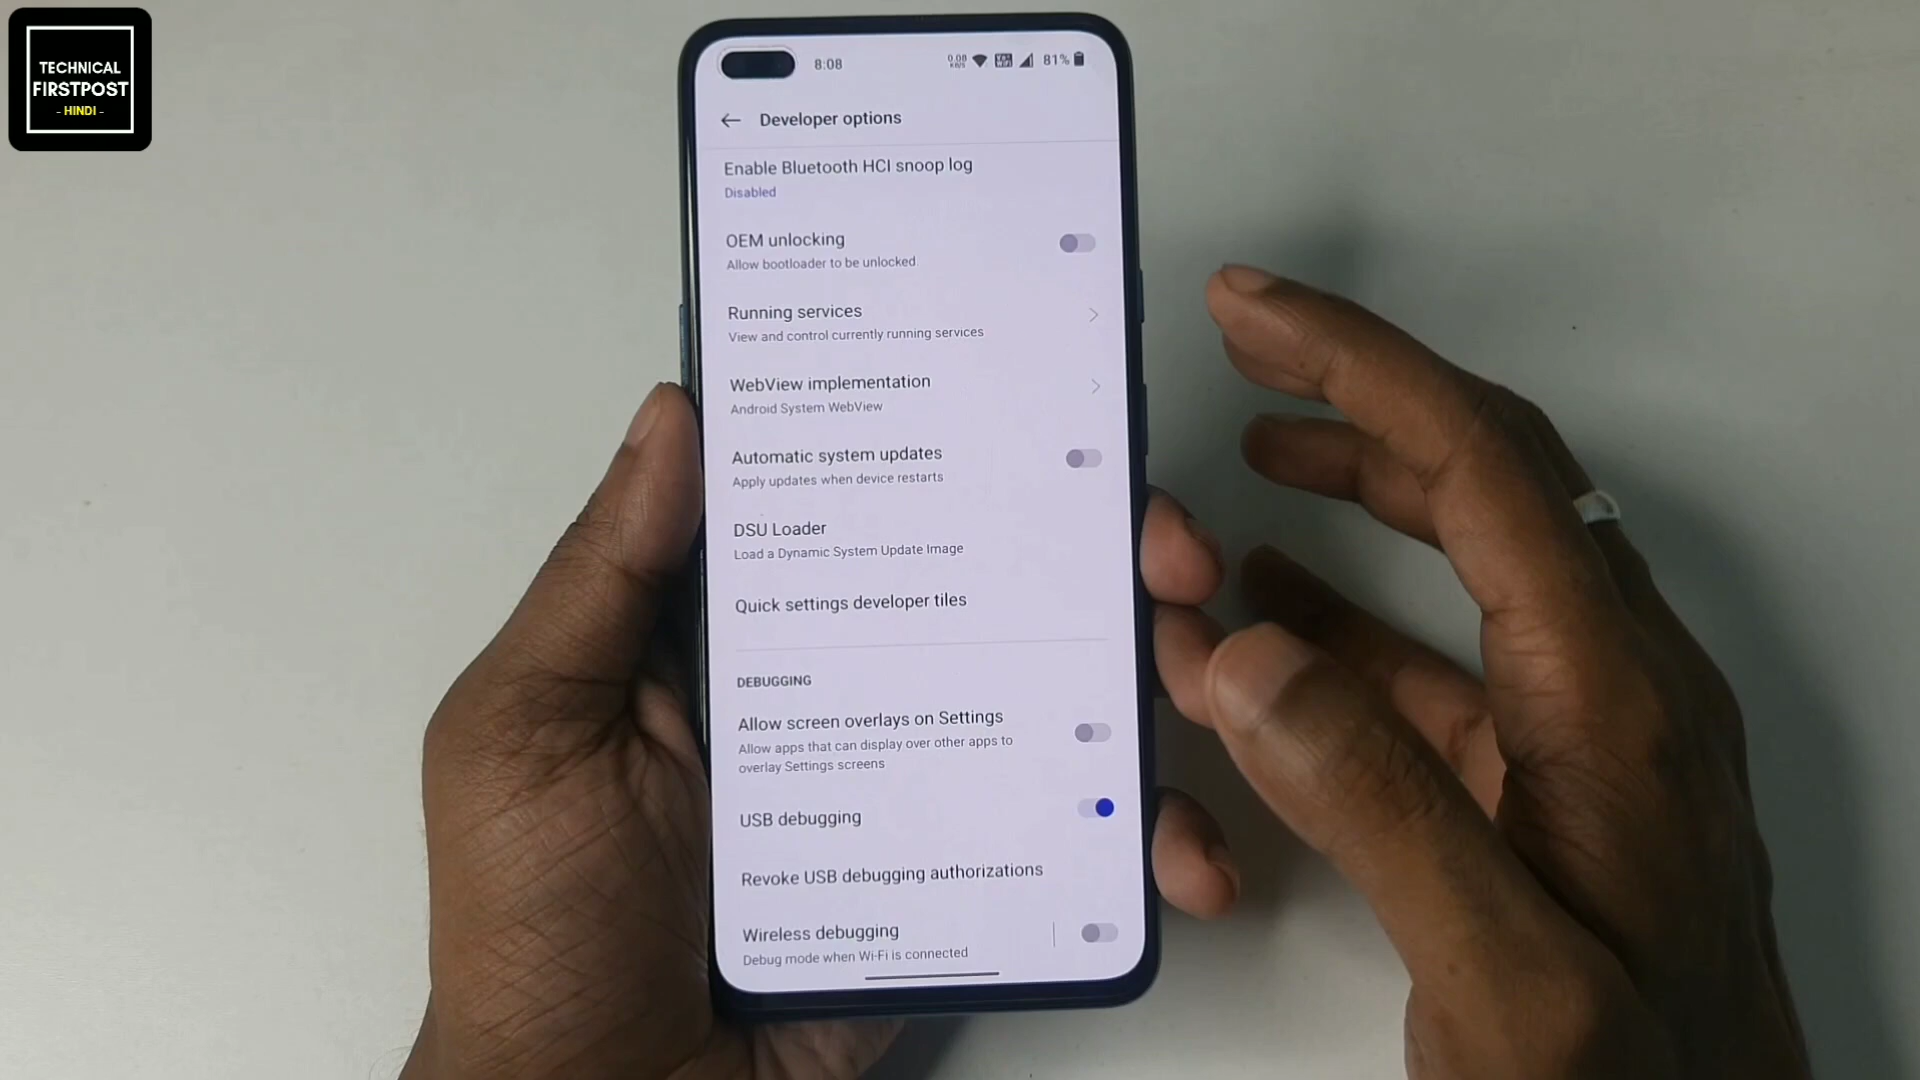 TECHNICAL
FIRSTPOST
- HINDI -
8:08
0.08
KB/S
81%
Developer options
Enable Bluetooth HCI snoop log
Disabled
OEM unlocking
Allow bootloader to be unlocked.
Running services
View and control currently running services
WebView implementation
Android System WebView
Automatic system updates
Apply updates when device restarts
DSU Loader
Load a Dynamic System Update Image
Quick settings developer tiles
DEBUGGING
Allow screen overlays on Settings
Allow apps that can display over other apps to
overlay Settings screens
USB debugging
Revoke USB debugging authorizations
Wireless debugging
Debug mode when Wi-Fi is connected